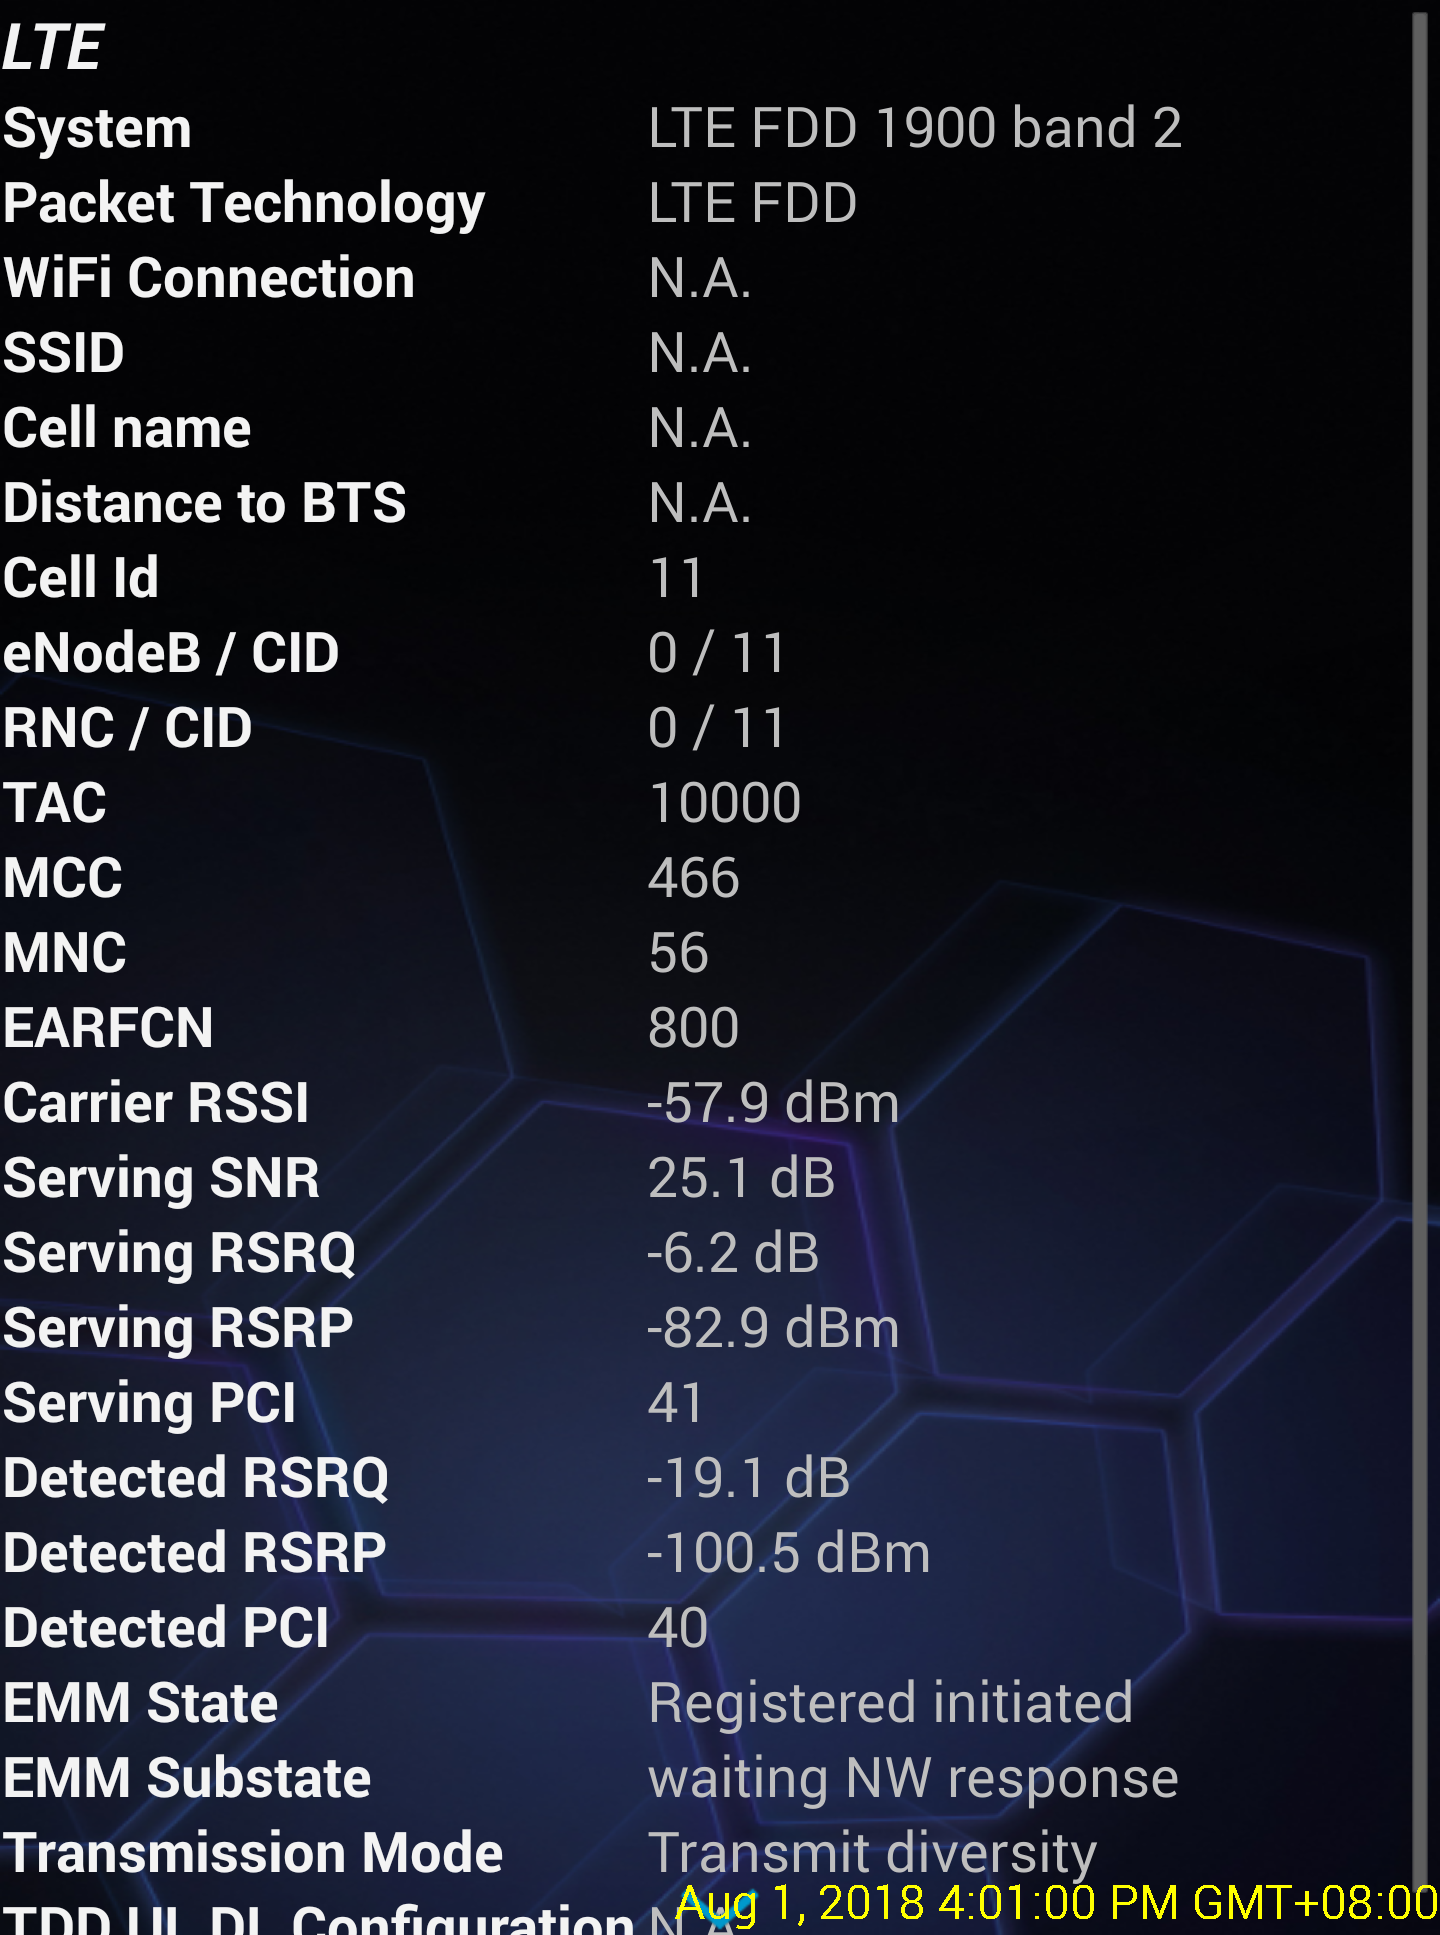 LTE
System LTE FDD 1900 band 2
Packet Technology LTE FDD
WiFi Connection N.A.
SSID N.A.
Cell name N.A.
Distance to BTS N.A.
Cell Id 11
eNodeB / CID 0 / 11
RNC / CID 0 / 11
TAC 10000
MCC 466
MNC 56
EARFCN 800
Carrier RSSI -57.9 dBm
Serving SNR 25.1 dB
Serving RSRQ -6.2 dB
Serving RSRP -82.9 dBm
Serving PCI 41
Detected RSRQ -19.1 dB
Detected RSRP -100.5 dBm
Detected PCI 40
EMM State Registered initiated
EMM Substate waiting NW response
Transmission Mode Transmit diversity
Aug 1, 2018 4:01:00 PM GMT+08:00
TDD UL DL Configuration